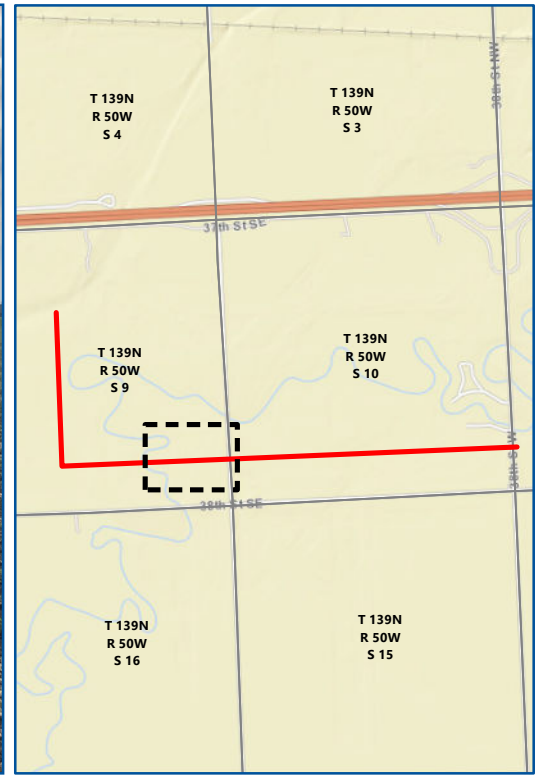 T 139N
R 50W
S 4
T 139N
R 50W
S 3
37th St SE
T 139N
R 50W
S 9
T 139N
R 50W
S 10
38th St SE
T 139N
R 50W
S 16
T 139N
R 50W
S 15